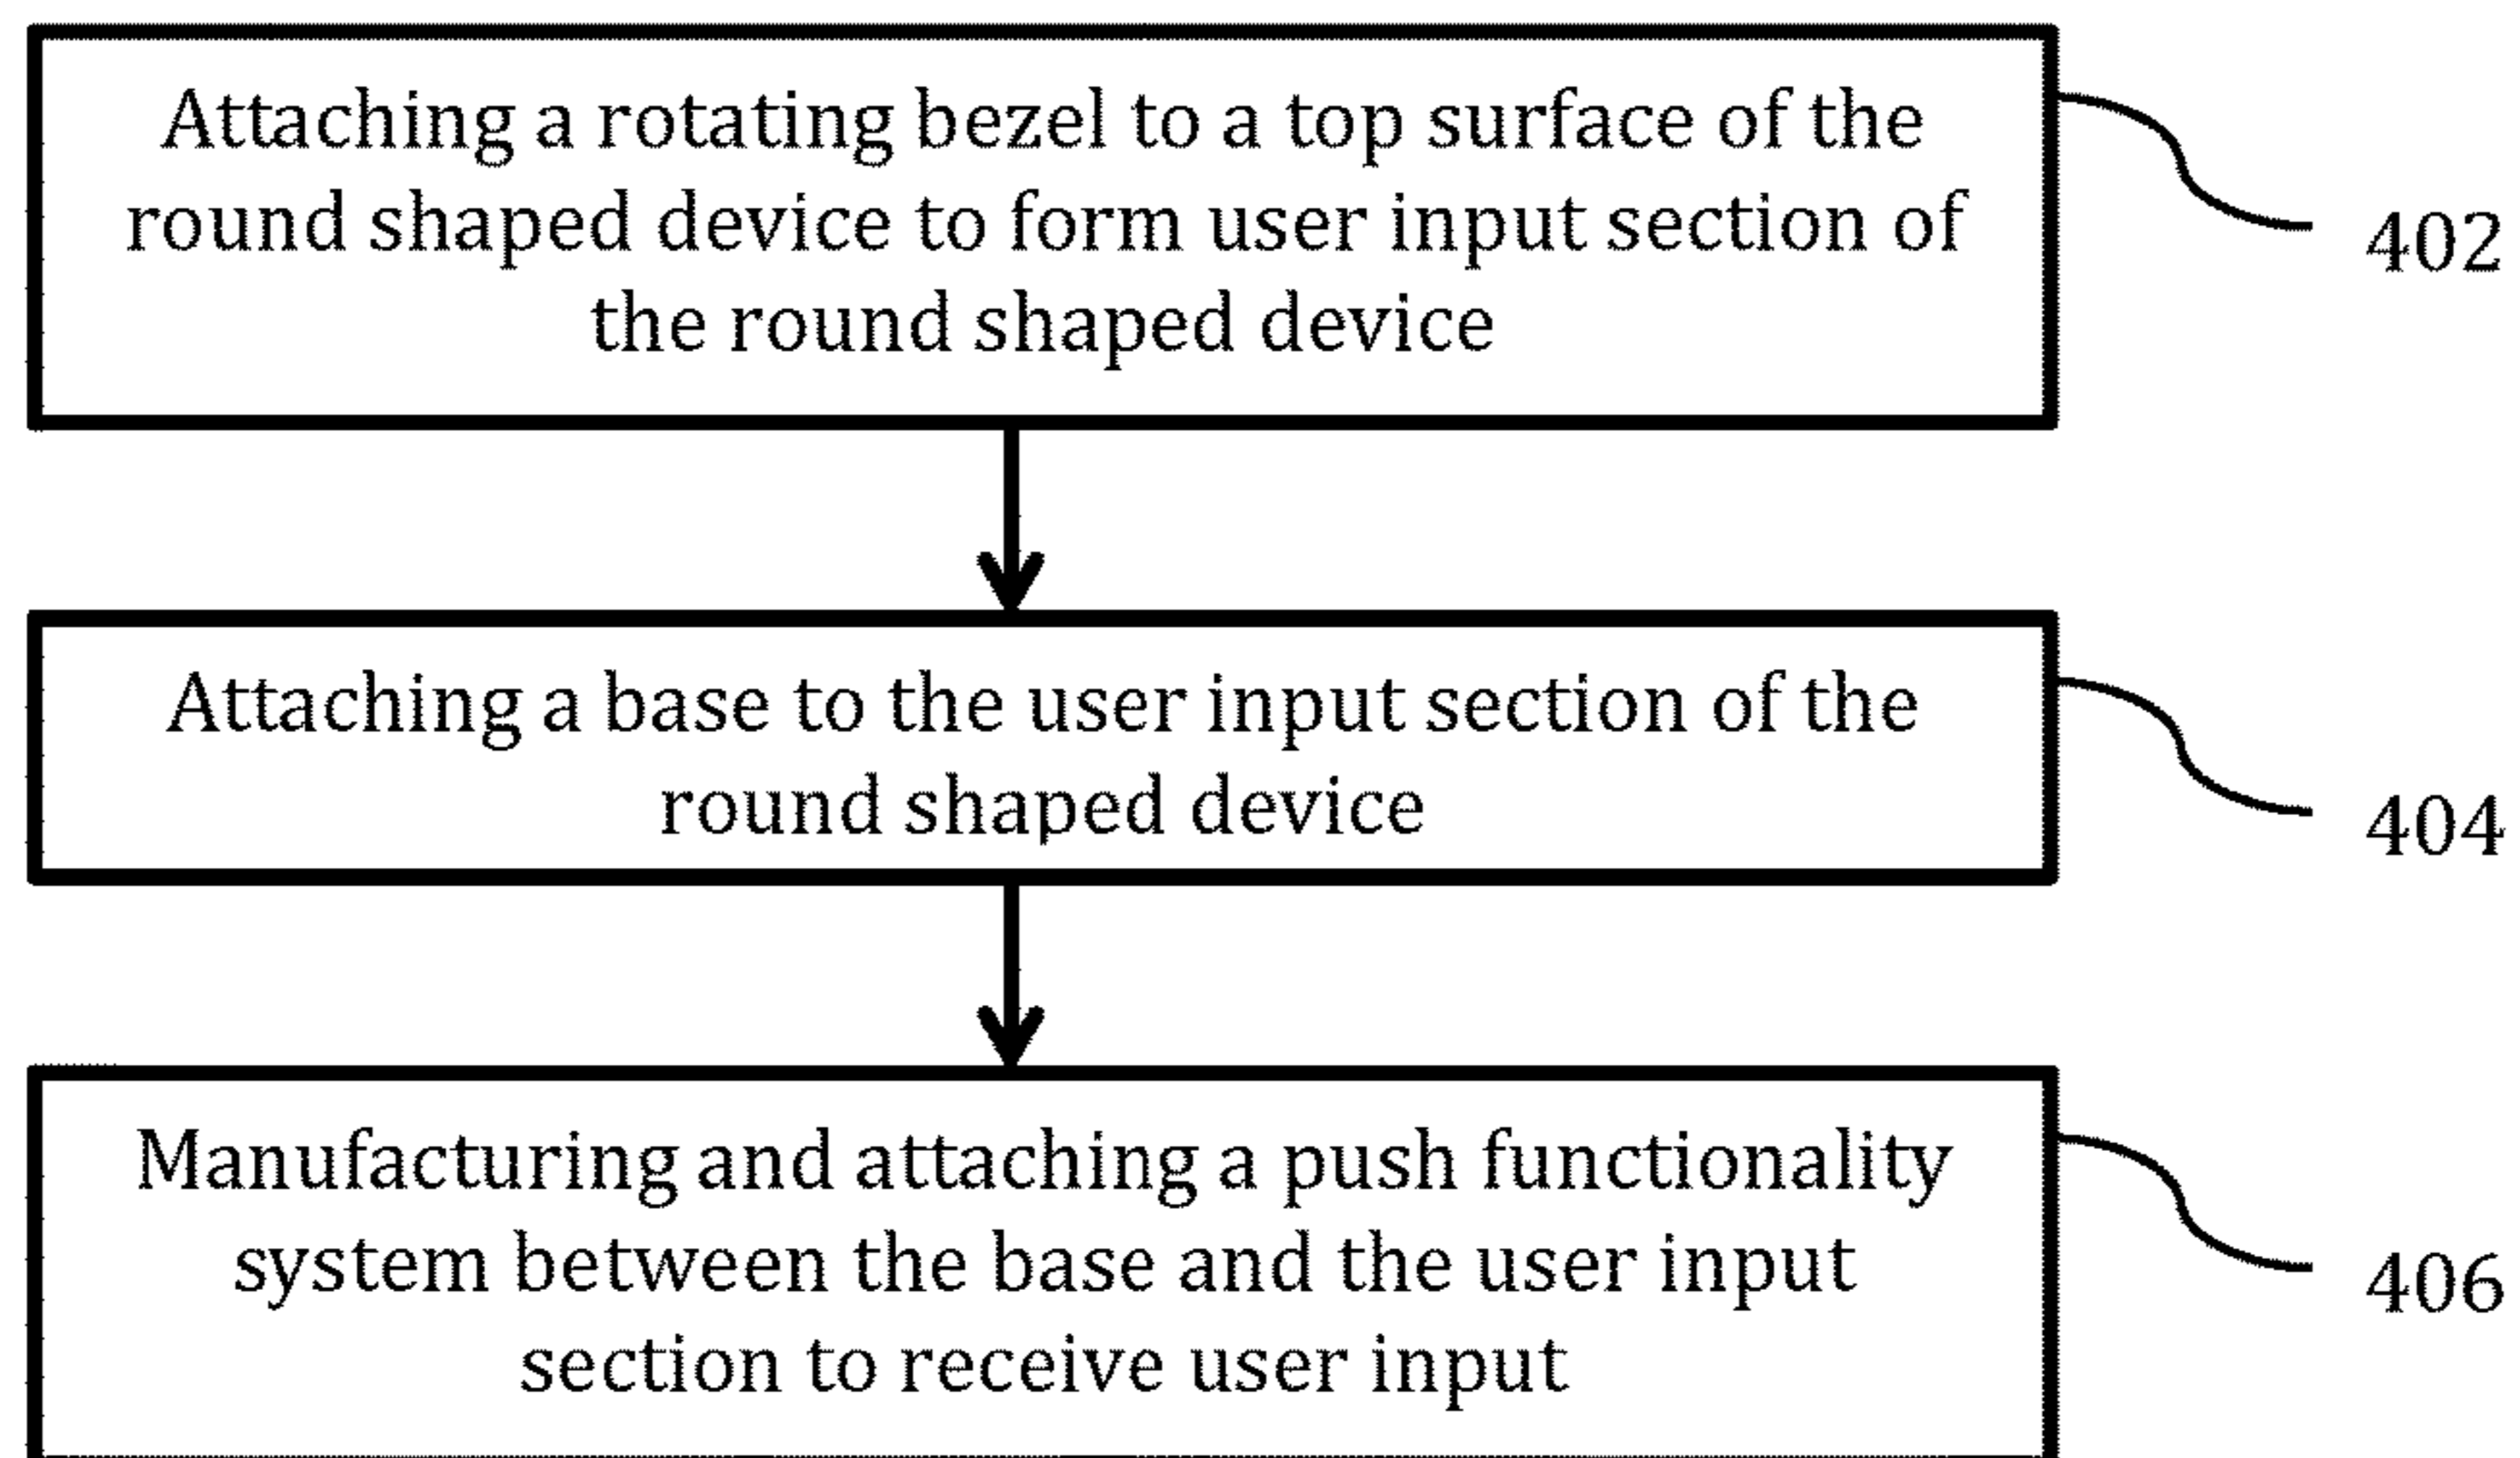 Attaching a rotating bezel to a top surface of the
round shaped device to form user input section of
the round shaped device
402
Attaching a base to the user input section of the
round shaped device
404
Manufacturing and attaching a push functionality
system between the base and the user input
section to receive user input
406